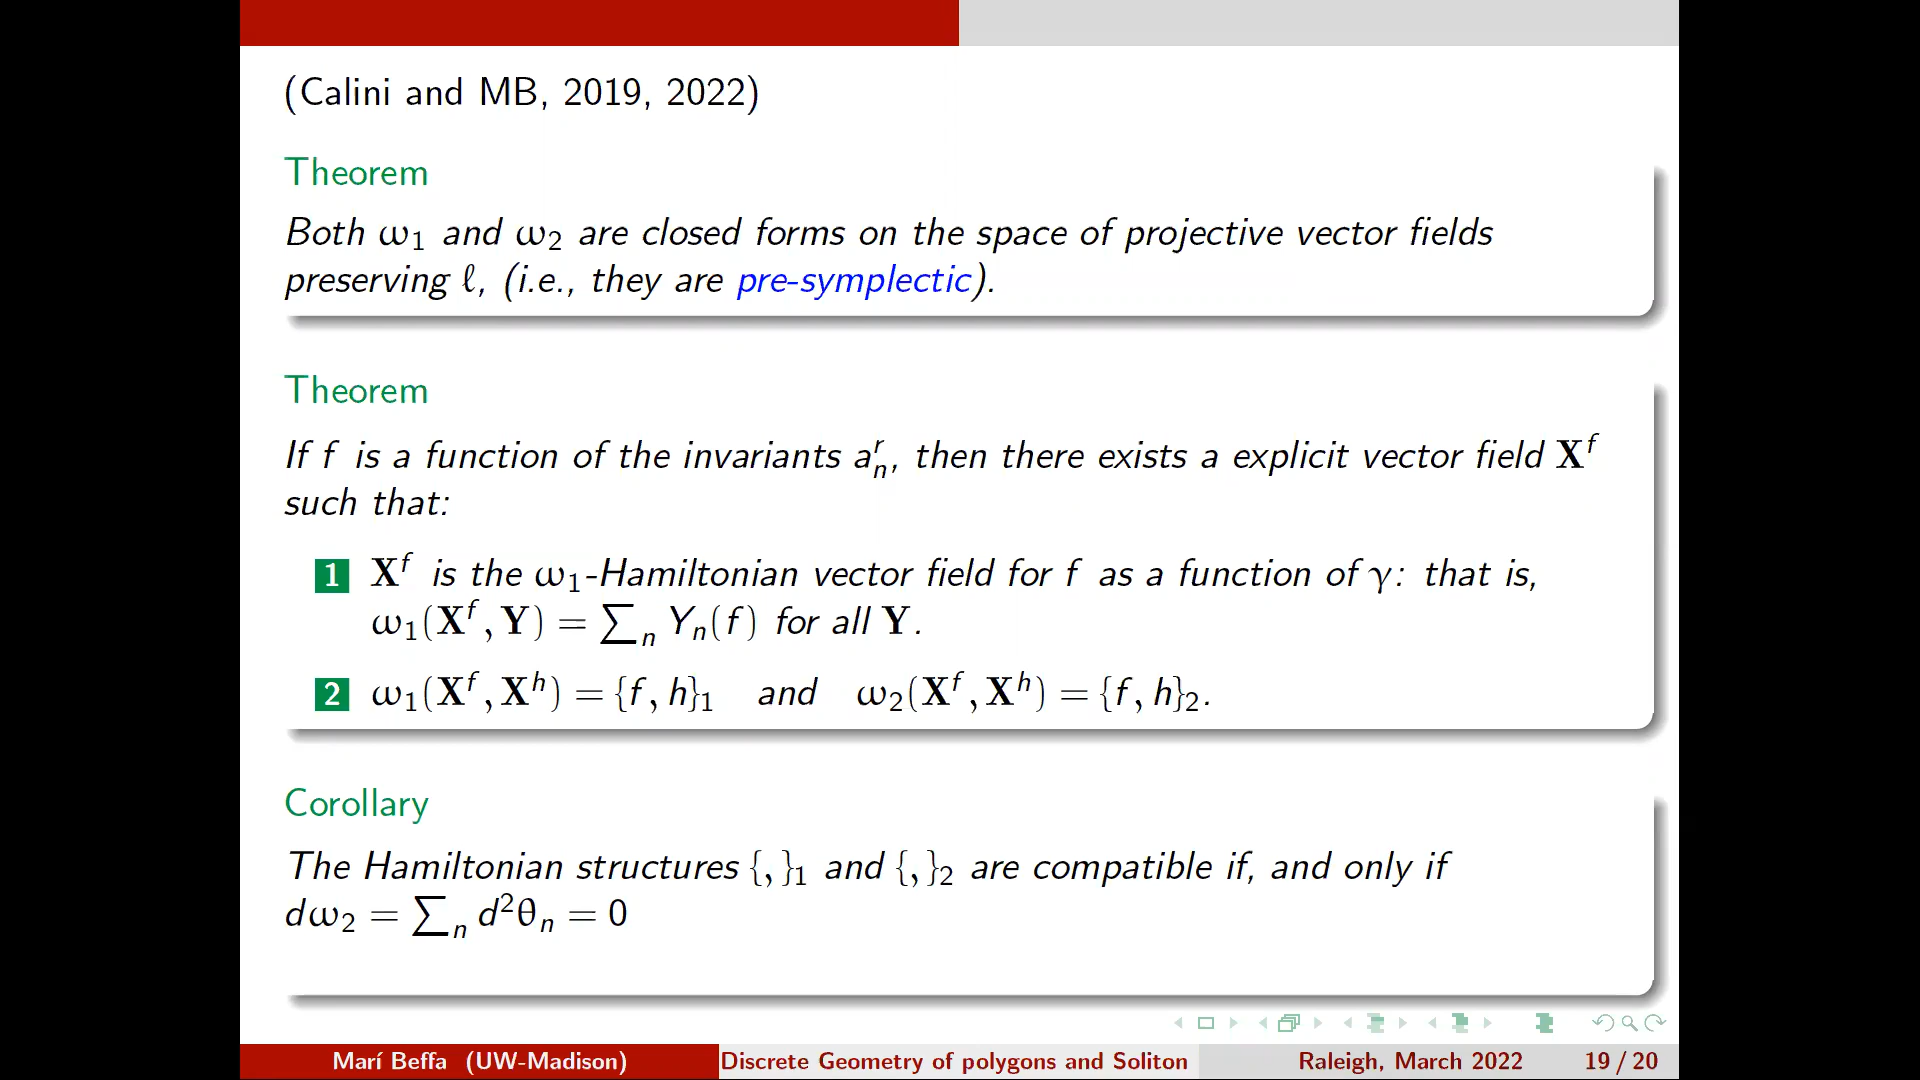 (Calini and MB, 2019, 2022)
Theorem
Both ω₁ and ω₂ are closed forms on the space of projective vector fields
preserving ℓ, (i.e., they are pre-symplectic).
Theorem
If f is a function of the invariants aₙʳ, then there exists a explicit vector field 𝐗ᶠ
such that:
1 𝐗ᶠ is the ω₁-Hamiltonian vector field for f as a function of γ: that is,
ω₁(𝐗ᶠ, 𝐘) = ∑ₙ Yₙ(f) for all 𝐘.
2 ω₁(𝐗ᶠ, 𝐗ʰ) = {f, h}₁ and ω₂(𝐗ᶠ, 𝐗ʰ) = {f, h}₂.
Corollary
The Hamiltonian structures {,}₁ and {,}₂ are compatible if, and only if
dω₂ = ∑ₙ d²θₙ = 0
Marí Beffa (UW-Madison) Discrete Geometry of polygons and Soliton Raleigh, March 2022 19 / 20